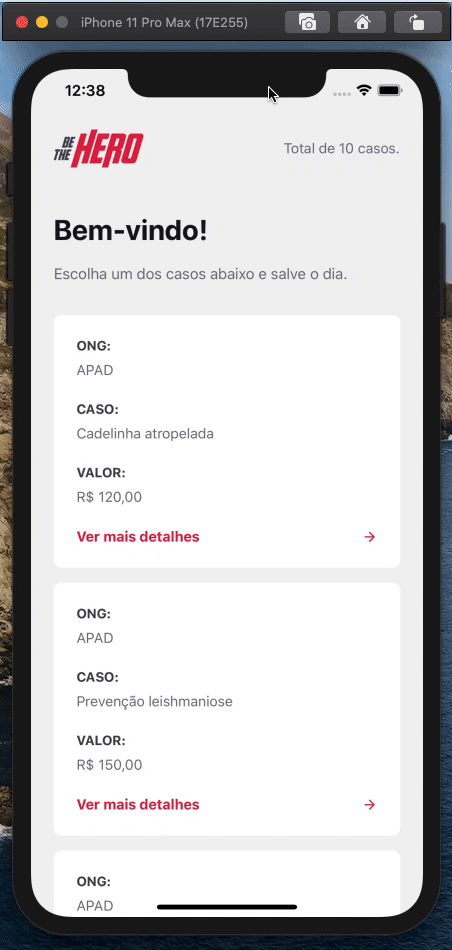 iPhone 11 Pro Max (17E255)
12:38
BE THE HERO
Total de 10 casos.
Bem-vindo!
Escolha um dos casos abaixo e salve o dia.
ONG:
APAD
CASO:
Cadelinha atropelada
VALOR:
R$ 120,00
Ver mais detalhes
ONG:
APAD
CASO:
Prevenção leishmaniose
VALOR:
R$ 150,00
Ver mais detalhes
ONG:
APAD